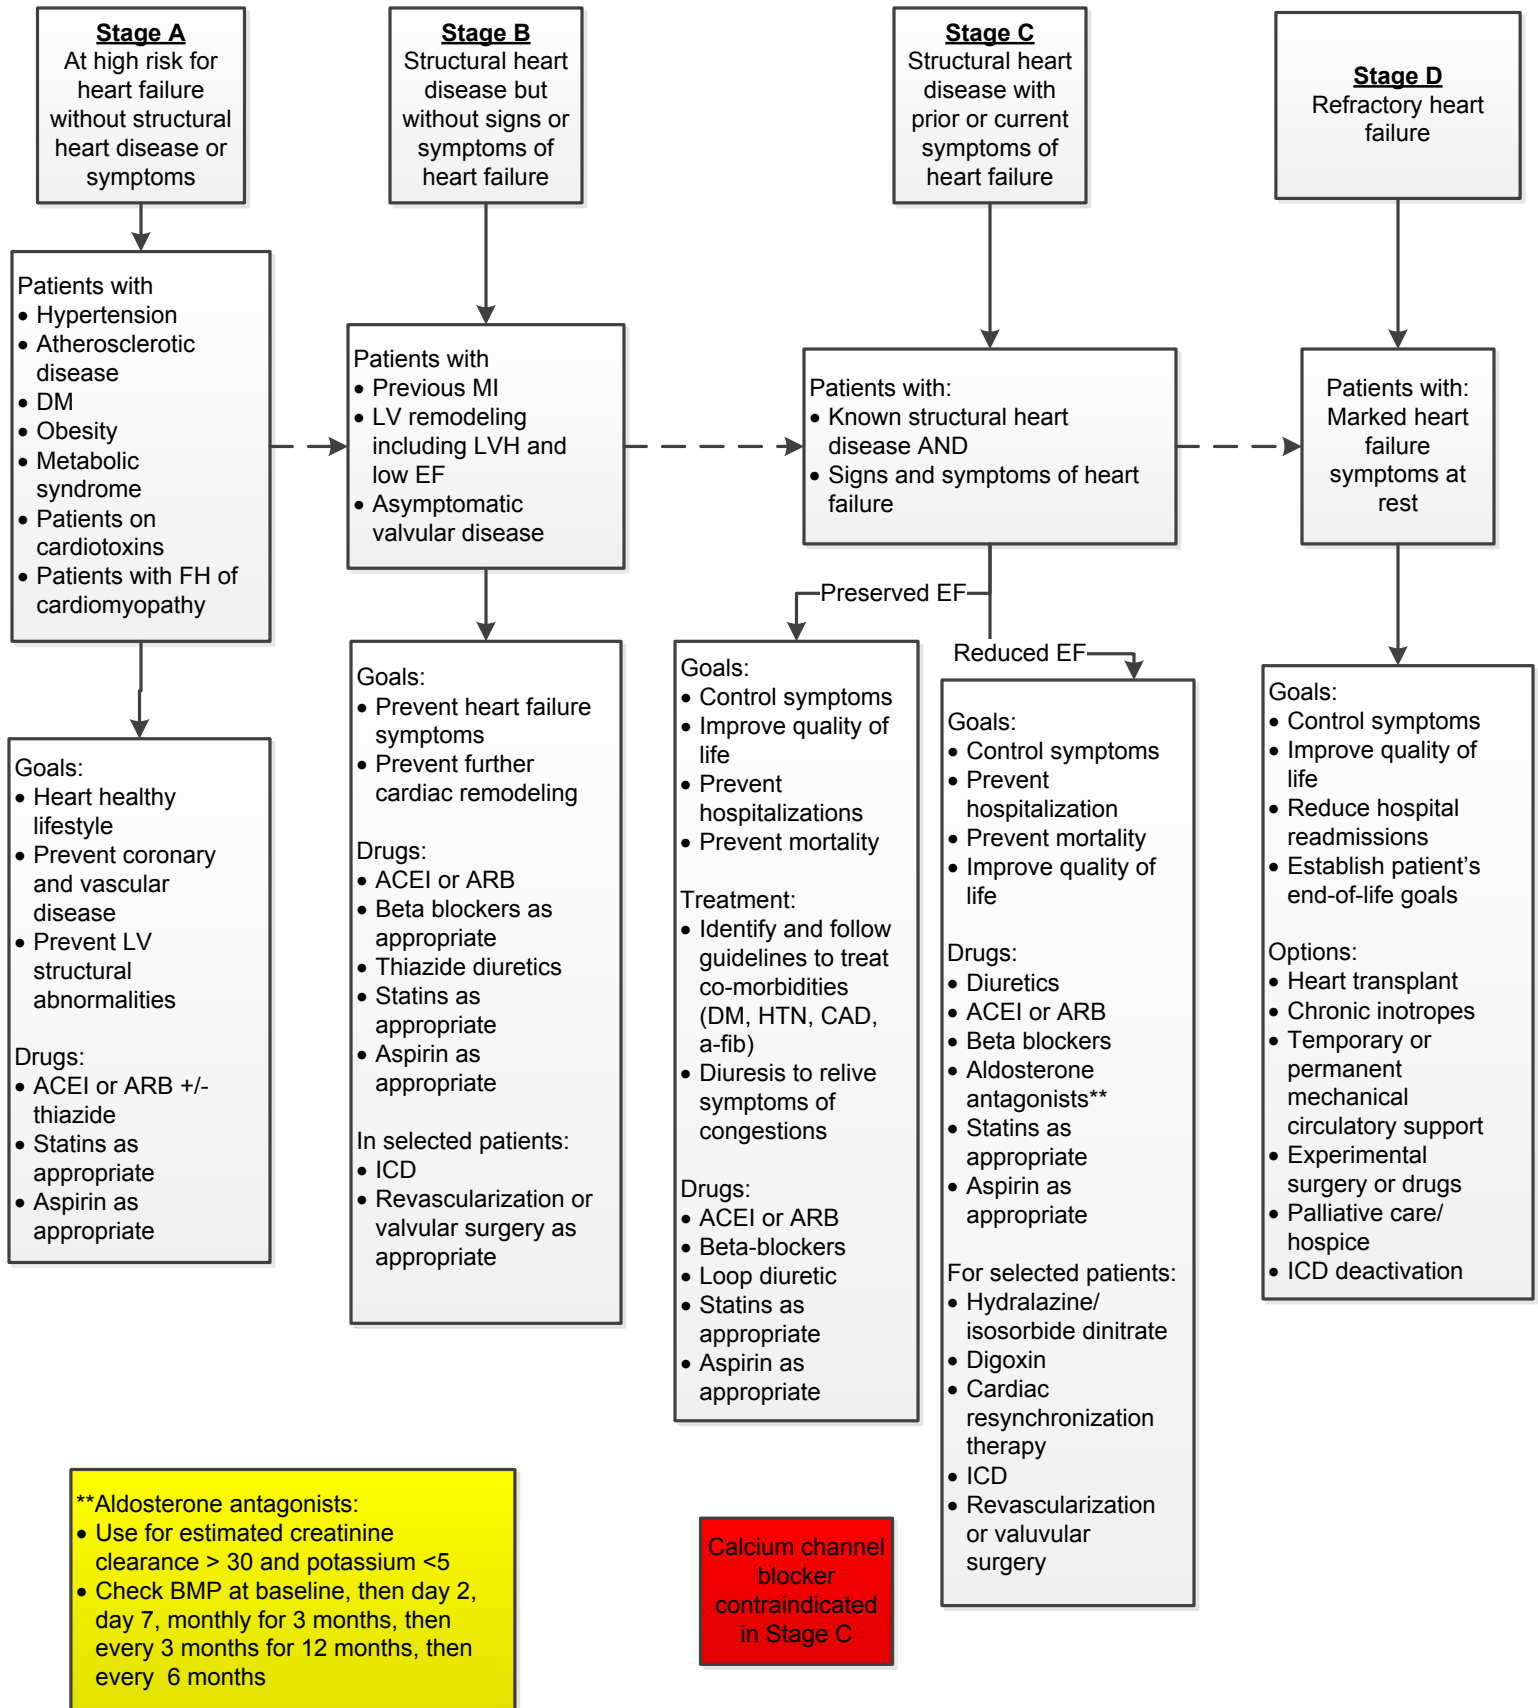 Stage A
At high risk for
heart failure
without structural
heart disease or
symptoms
Stage B
Structural heart
disease but
without signs or
symptoms of
heart failure
Stage C
Structural heart
disease with
prior or current
symptoms of
heart failure
Stage D
Refractory heart
failure
Patients with
• Hypertension
• Atherosclerotic
disease
• DM
• Obesity
• Metabolic
syndrome
• Patients on
cardiotoxins
• Patients with FH of
cardiomyopathy
Patients with
• Previous MI
• LV remodeling
including LVH and
low EF
• Asymptomatic
valvular disease
Patients with:
• Known structural heart
disease AND
• Signs and symptoms of heart
failure
Patients with:
Marked heart
failure
symptoms at
rest
Preserved EF
Reduced EF
Goals:
• Heart healthy
lifestyle
• Prevent coronary
and vascular
disease
• Prevent LV
structural
abnormalities
Drugs:
• ACEI or ARB +/-
thiazide
• Statins as
appropriate
• Aspirin as
appropriate
Goals:
• Prevent heart failure
symptoms
• Prevent further
cardiac remodeling
Drugs:
• ACEI or ARB
• Beta blockers as
appropriate
• Thiazide diuretics
• Statins as
appropriate
• Aspirin as
appropriate
In selected patients:
• ICD
• Revascularization or
valvular surgery as
appropriate
Goals:
• Control symptoms
• Improve quality of
life
• Prevent
hospitalizations
• Prevent mortality
Treatment:
• Identify and follow
guidelines to treat
co-morbidities
(DM, HTN, CAD,
a-fib)
• Diuresis to relive
symptoms of
congestions
Drugs:
• ACEI or ARB
• Beta-blockers
• Loop diuretic
• Statins as
appropriate
• Aspirin as
appropriate
Goals:
• Control symptoms
• Prevent
hospitalization
• Prevent mortality
• Improve quality of
life
Drugs:
• Diuretics
• ACEI or ARB
• Beta blockers
• Aldosterone
antagonists**
• Statins as
appropriate
• Aspirin as
appropriate
For selected patients:
• Hydralazine/
isosorbide dinitrate
• Digoxin
• Cardiac
resynchronization
therapy
• ICD
• Revascularization
or valuvular
surgery
Goals:
• Control symptoms
• Improve quality of
life
• Reduce hospital
readmissions
• Establish patient’s
end-of-life goals
Options:
• Heart transplant
• Chronic inotropes
• Temporary or
permanent
mechanical
circulatory support
• Experimental
surgery or drugs
• Palliative care/
hospice
• ICD deactivation
**Aldosterone antagonists:
• Use for estimated creatinine
clearance > 30 and potassium <5
• Check BMP at baseline, then day 2,
day 7, monthly for 3 months, then
every 3 months for 12 months, then
every 6 months
Calcium channel
blocker
contraindicated
in Stage C